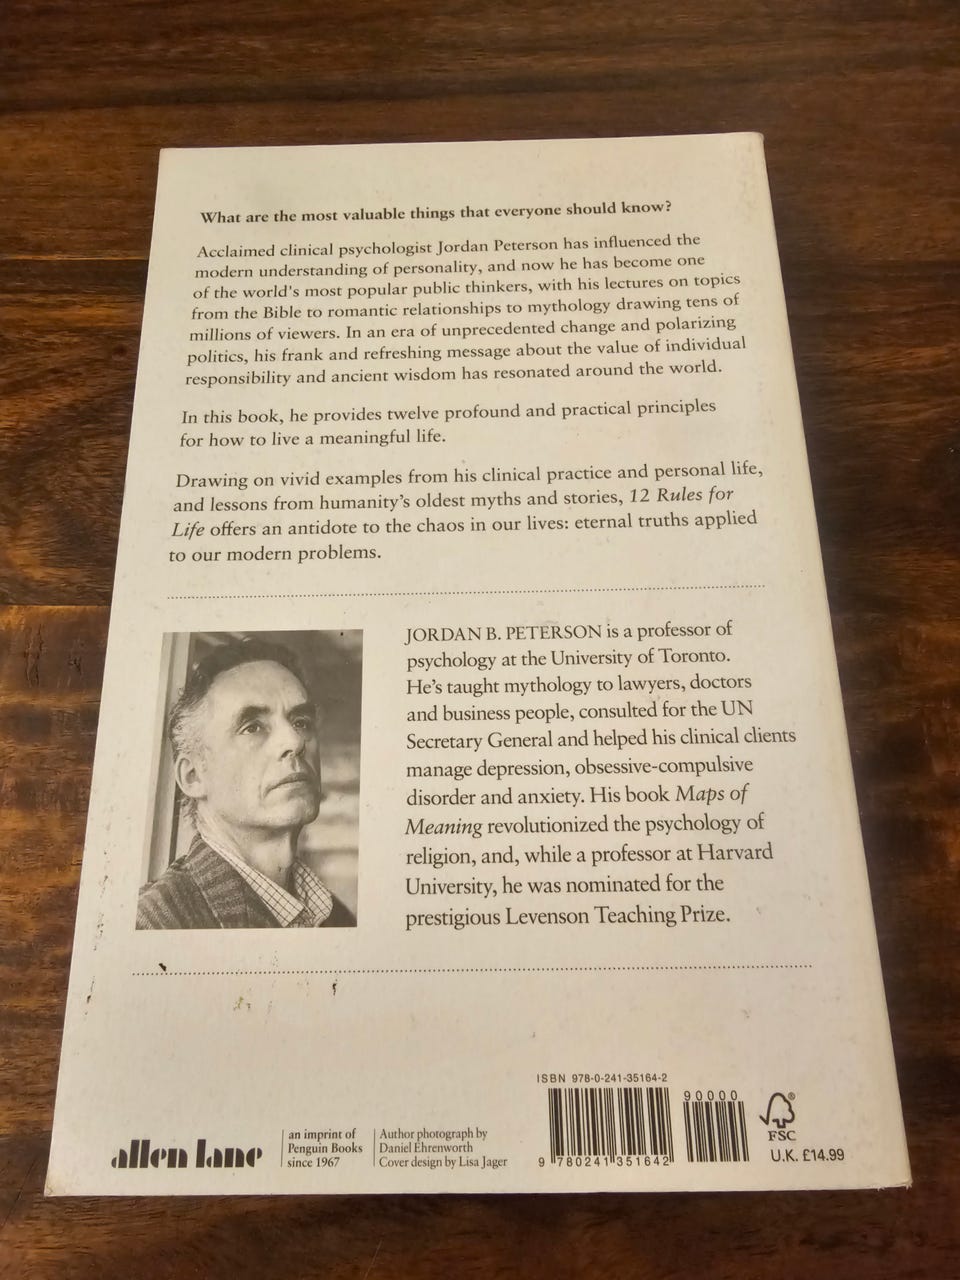 What are the most valuable things that everyone should know?
Acclaimed clinical psychologist Jordan Peterson has influenced the
modern understanding of personality, and now he has become one
of the world's most popular public thinkers, with his lectures on topics
from the Bible to romantic relationships to mythology drawing tens of
millions of viewers. In an era of unprecedented change and polarizing
politics, his frank and refreshing message about the value of individual
responsibility and ancient wisdom has resonated around the world.
In this book, he provides twelve profound and practical principles
for how to live a meaningful life.
Drawing on vivid examples from his clinical practice and personal life,
and lessons from humanity's oldest myths and stories, 12 Rules for
Life offers an antidote to the chaos in our lives: eternal truths applied
to our modern problems.
JORDAN B. PETERSON is a professor of
psychology at the University of Toronto.
He's taught mythology to lawyers, doctors
and business people, consulted for the UN
Secretary General and helped his clinical clients
manage depression, obsessive-compulsive
disorder and anxiety. His book Maps of
Meaning revolutionized the psychology of
religion, and, while a professor at Harvard
University, he was nominated for the
prestigious Levenson Teaching Prize.
allen lane
an imprint of
Penguin Books
since 1967
Author photograph by
Daniel Ehrenworth
Cover design by Lisa Jager
ISBN 978-0-241-35164-2
90000
9 780241 351642
FSC
®
U.K. £14.99